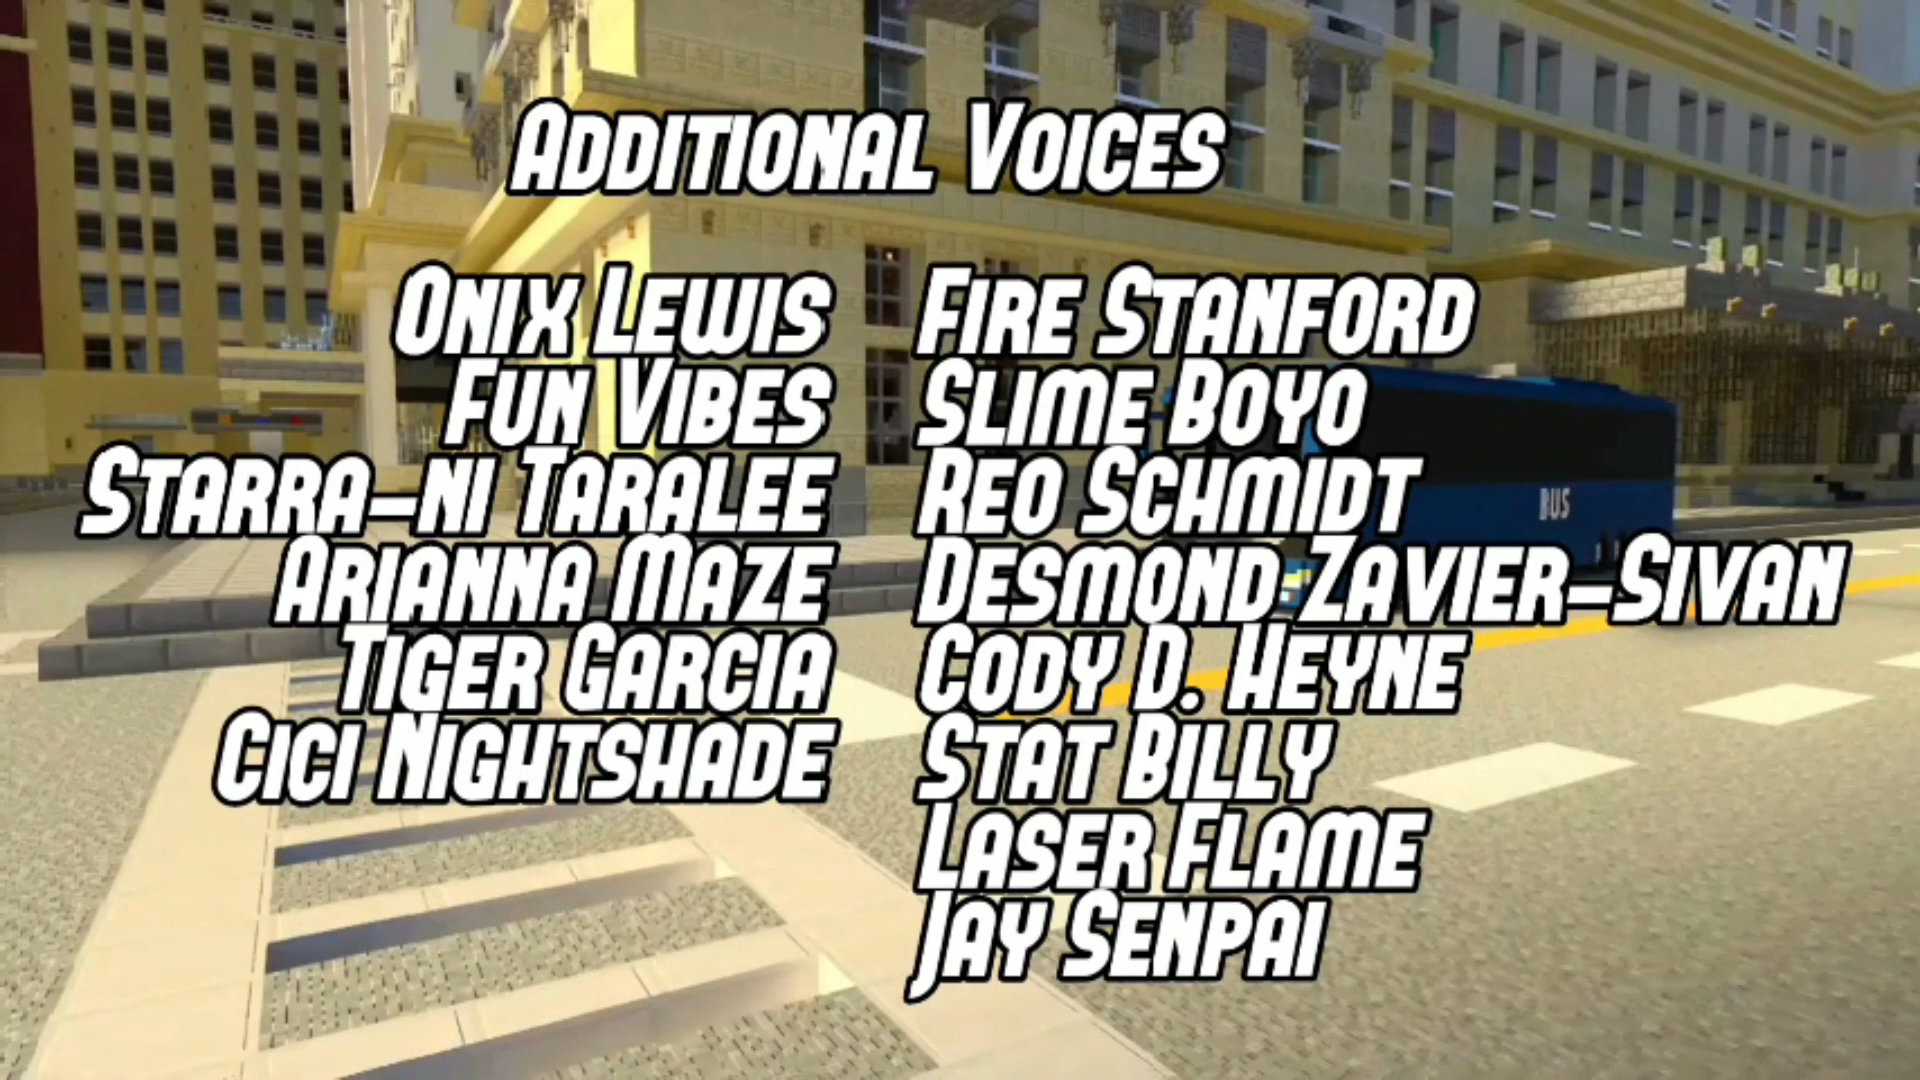 Additional Voices
Onix Lewis
Fun Vibes
Starra-ni Taralee
Arianna Maze
Tiger Garcia
Cici Nightshade
Fire Stanford
Slime Boyo
Reo Schmidt
Desmond Zavier-Sivan
Cody D. Heyne
Stat Billy
Laser Flame
Jay Senpai
BUS